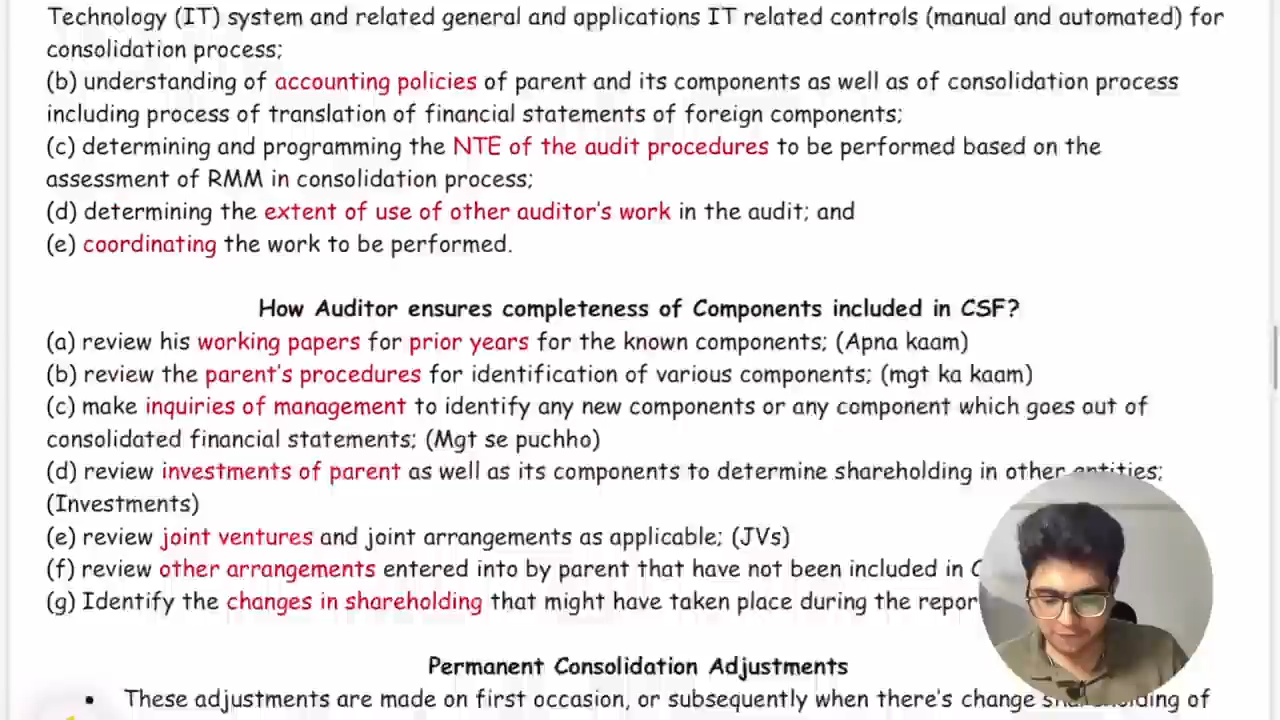 Technology (IT) system and related general and applications IT related controls (manual and automated) for
consolidation process;
(b) understanding of accounting policies of parent and its components as well as of consolidation process
including process of translation of financial statements of foreign components;
(c) determining and programming the NTE of the audit procedures to be performed based on the
assessment of RMM in consolidation process;
(d) determining the extent of use of other auditor's work in the audit; and
(e) coordinating the work to be performed.
How Auditor ensures completeness of Components included in CSF?
(a) review his working papers for prior years for the known components; (Apna kaam)
(b) review the parent's procedures for identification of various components; (mgt ka kaam)
(c) make inquiries of management to identify any new components or any component which goes out of
consolidated financial statements; (Mgt se puchho)
(d) review investments of parent as well as its components to determine shareholding in other entities;
(Investments)
(e) review joint ventures and joint arrangements as applicable; (JVs)
(f) review other arrangements entered into by parent that have not been included in
(g) Identify the changes in shareholding that might have taken place during the
Permanent Consolidation Adjustments
• These adjustments are made on first occasion, or subsequently when there's change shareholding of